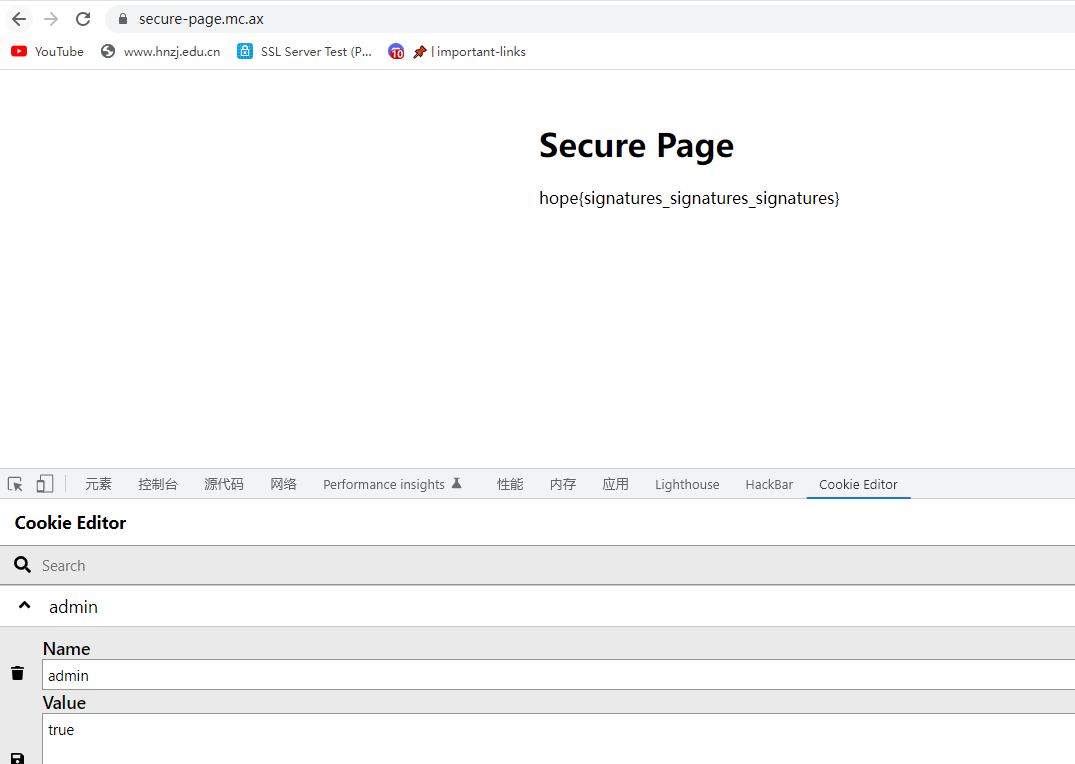 secure-page.mc.ax
YouTube www.hnzj.edu.cn SSL Server Test (P... 10 | important-links
Secure Page
hope{signatures_signatures_signatures}
元素 控制台 源代码 网络 Performance insights 性能 内存 应用 Lighthouse HackBar Cookie Editor
Cookie Editor
Search
admin
Name
admin
Value
true